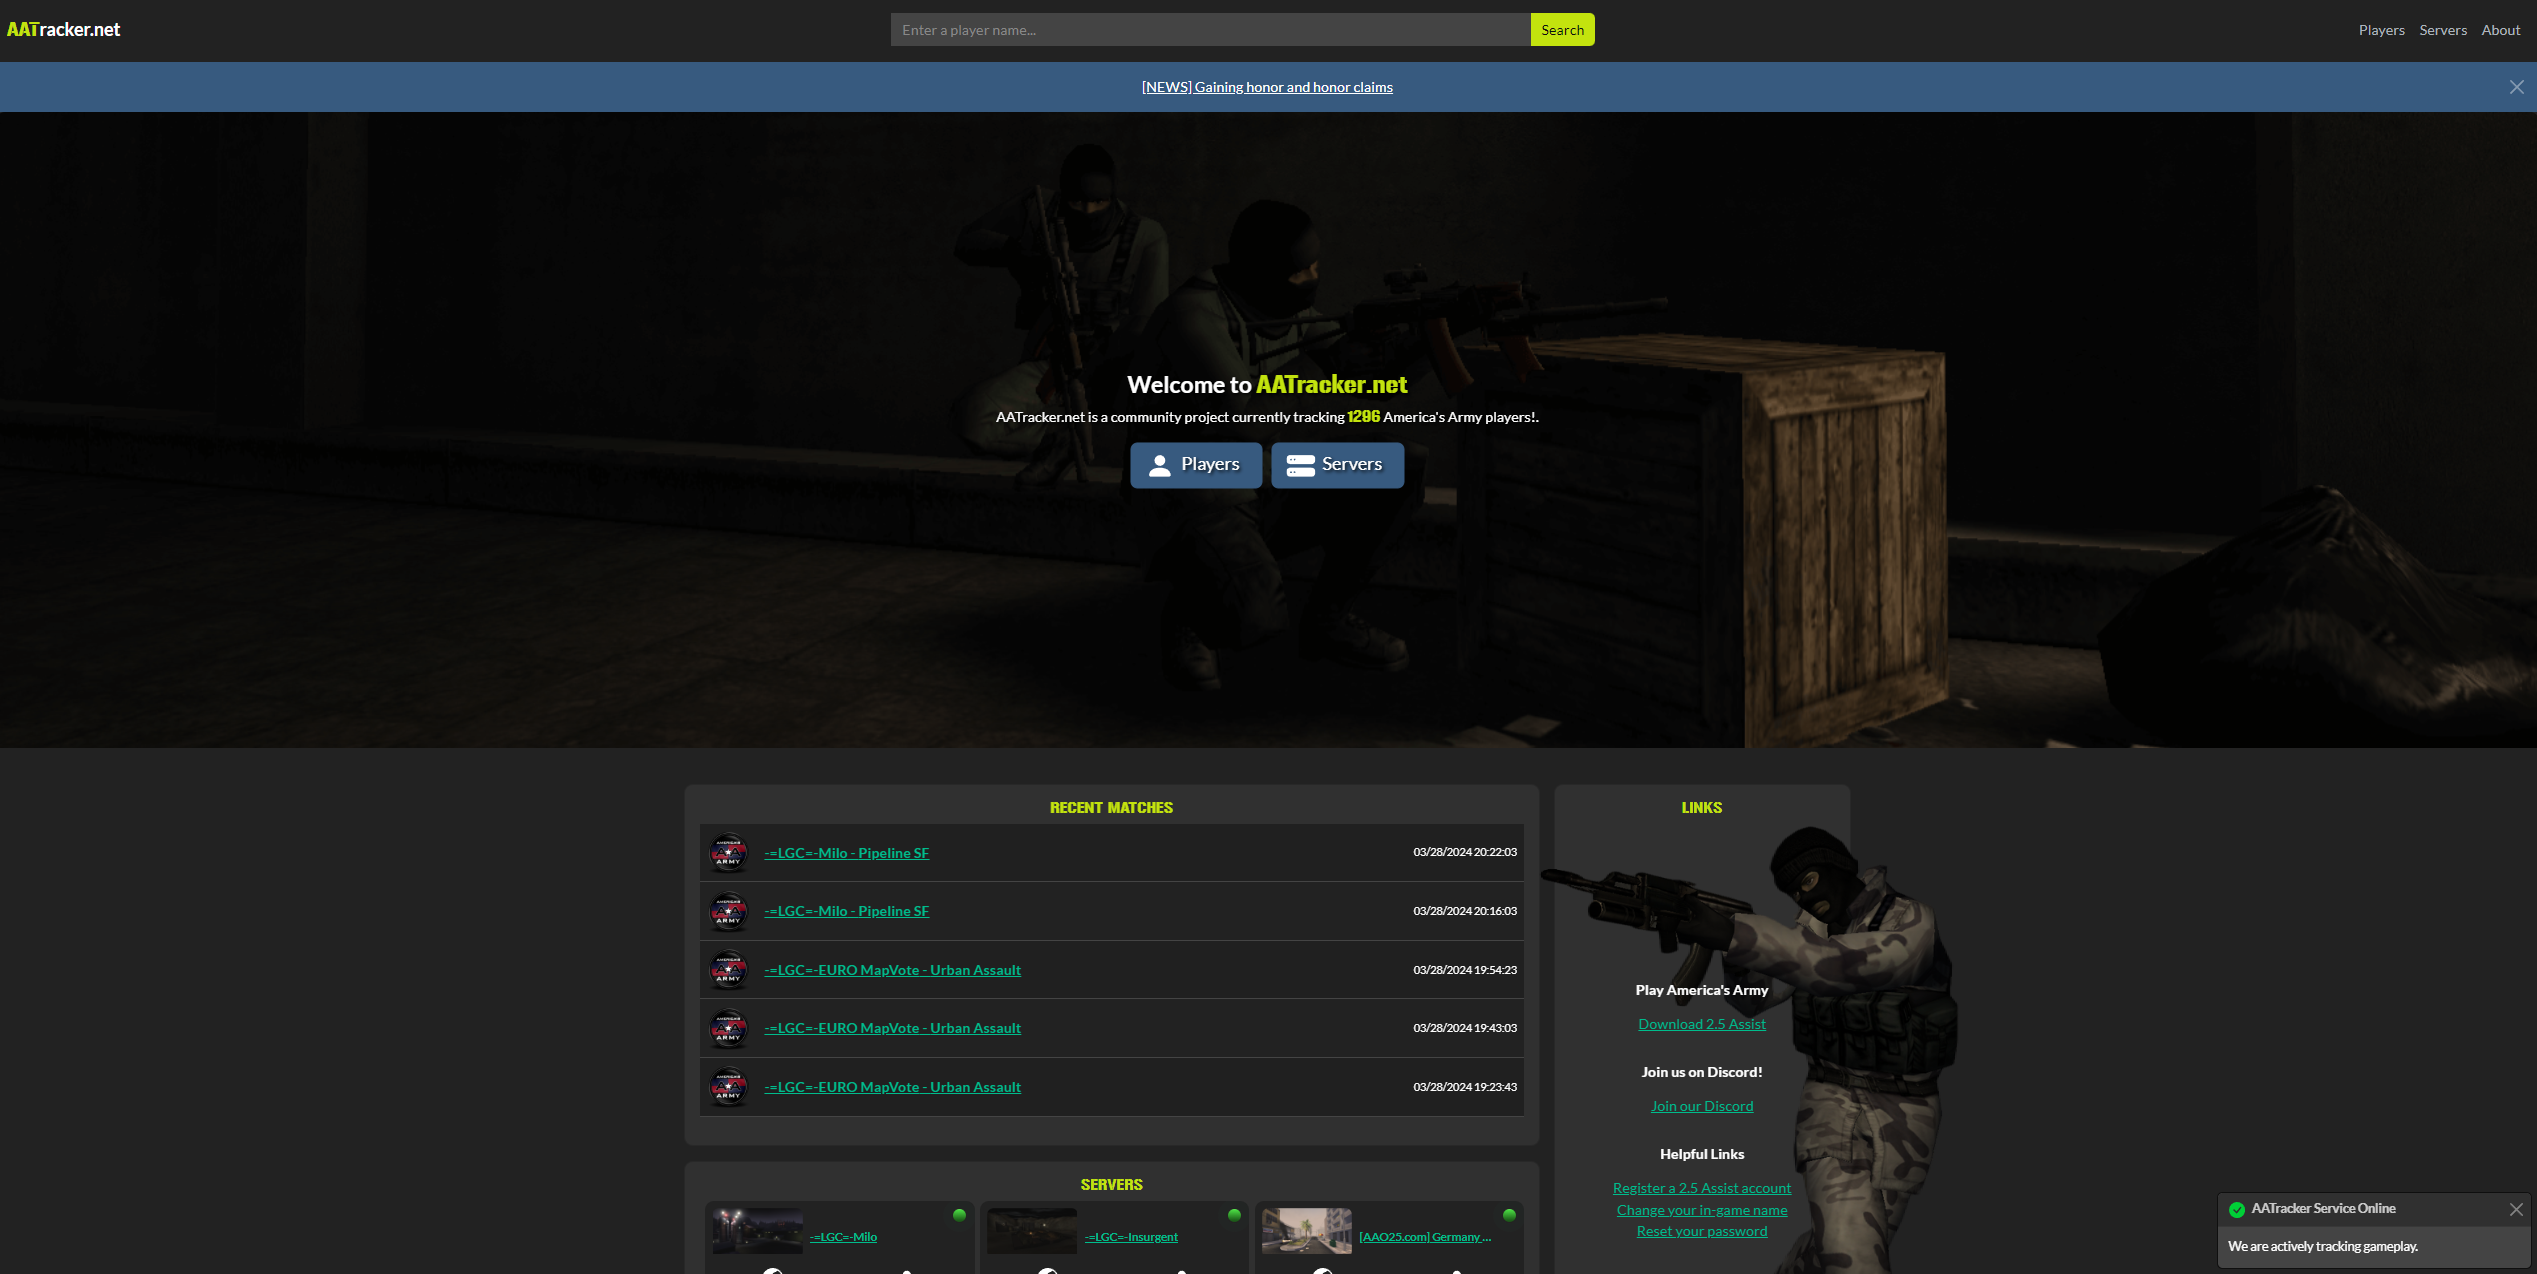 AATracker.net
Enter a player name...
Search
Players
Servers
About
[NEWS] Gaining honor and honor claims
Welcome to AATracker.net
AATracker.net is a community project currently tracking 1296 America's Army players!.
Players
Servers
RECENT MATCHES
-=LGC=-Milo - Pipeline SF
03/28/2024 20:22:03
-=LGC=-Milo - Pipeline SF
03/28/2024 20:16:03
-=LGC=-EURO MapVote - Urban Assault
03/28/2024 19:54:23
-=LGC=-EURO MapVote - Urban Assault
03/28/2024 19:43:03
-=LGC=-EURO MapVote - Urban Assault
03/28/2024 19:23:43
SERVERS
-=LGC=-Milo
-=LGC=-Insurgent
[AAO25.com] Germany ...
LINKS
Play America's Army
Download 2.5 Assist
Join us on Discord!
Join our Discord
Helpful Links
Register a 2.5 Assist account
Change your in-game name
Reset your password
AATracker Service Online
We are actively tracking gameplay.